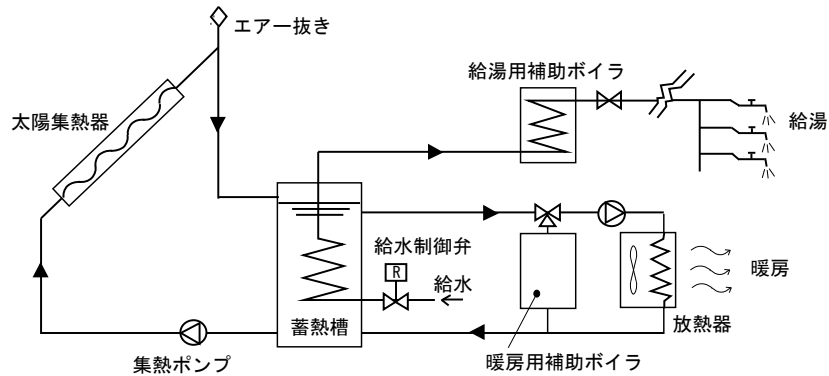 エアー抜き
給湯用補助ボイラ
太陽集熱器
給湯
給水制御弁
R
給水
暖房
蓄熱槽
放熱器
集熱ポンプ
暖房用補助ボイラ